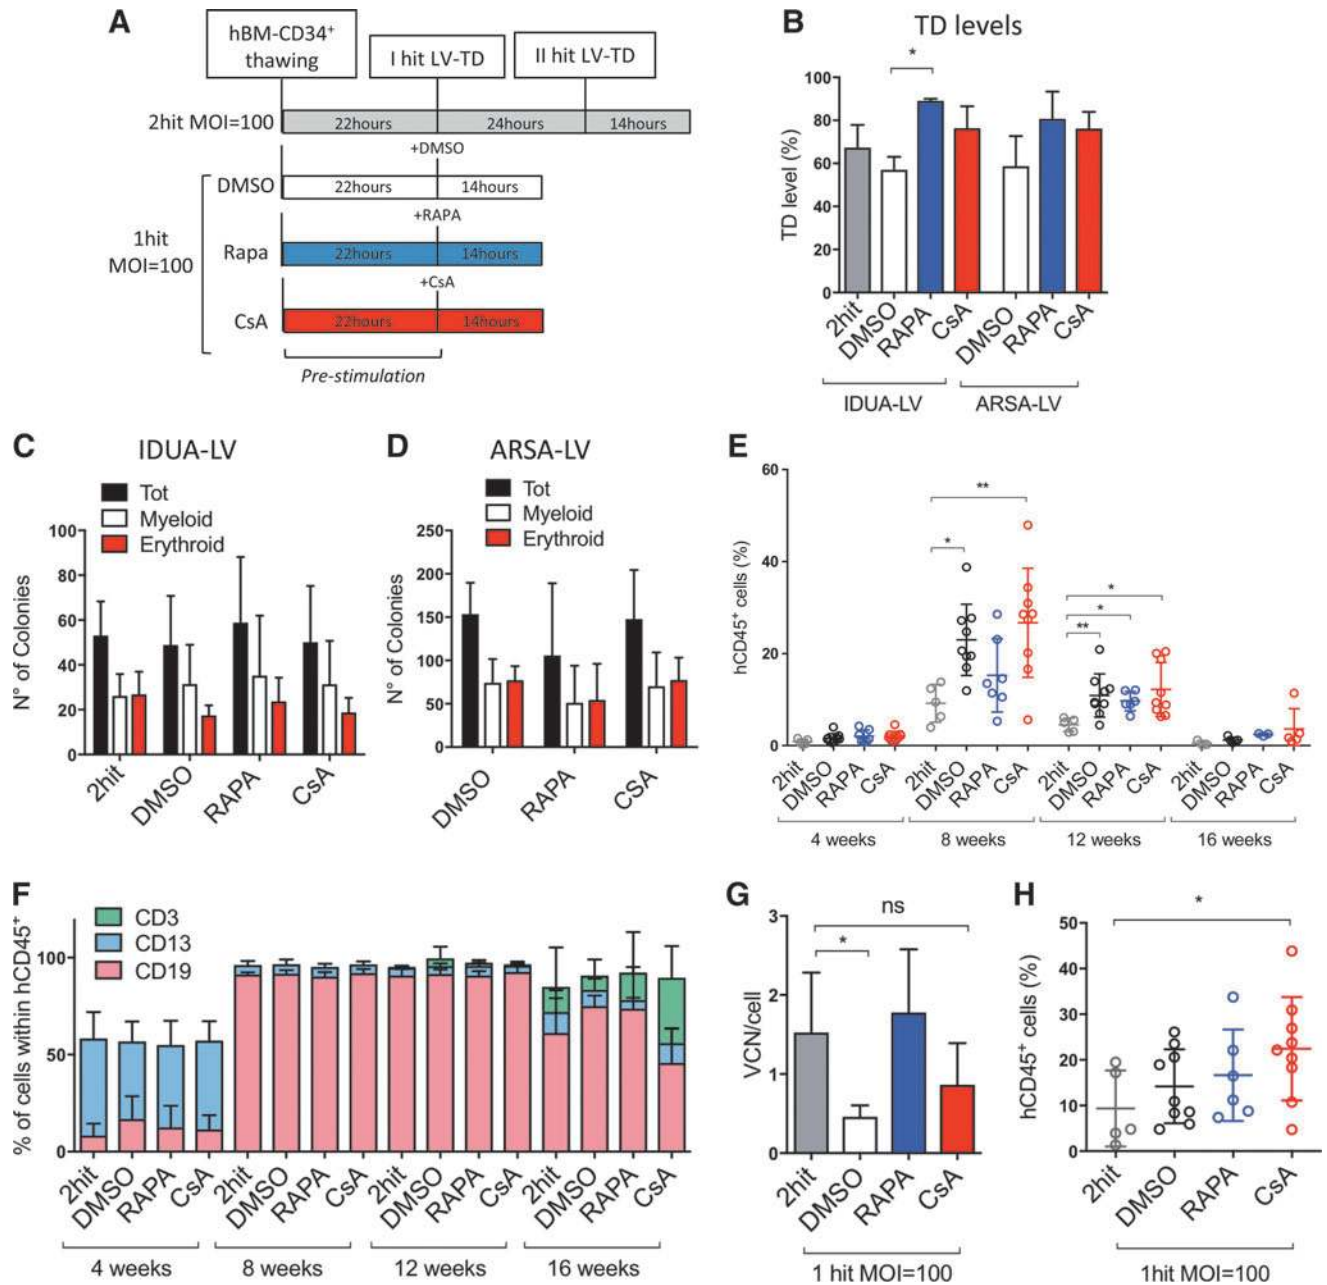 A
hBM-CD34+
thawing
I hit LV-TD
II hit LV-TD
2hit MOI=100
22hours
24hours
14hours
+DMSO
DMSO
22hours
14hours
+RAPA
1hit
MOI=100
Rapa
22hours
14hours
+CsA
CsA
22hours
14hours
Pre-stimulation
B
TD levels
*
TD level (%)
100
80
60
40
20
0
2hit
DMSO
RAPA
CsA
DMSO
RAPA
CsA
IDUA-LV
ARSA-LV
C
IDUA-LV
Tot
Myeloid
Erythroid
N° of Colonies
100
80
60
40
20
0
2hit
DMSO
RAPA
CsA
D
ARSA-LV
Tot
Myeloid
Erythroid
N° of Colonies
250
200
150
100
50
0
DMSO
RAPA
CSA
E
hCD45+ cells (%)
60
40
20
0
**
*
*
*
**
2hit
DMSO
RAPA
CsA
2hit
DMSO
RAPA
CsA
2hit
DMSO
RAPA
CsA
2hit
DMSO
RAPA
CsA
4 weeks
8 weeks
12 weeks
16 weeks
F
CD3
CD13
CD19
% of cells within hCD45+
100
50
0
2hit
DMSO
RAPA
CsA
2hit
DMSO
RAPA
CsA
2hit
DMSO
RAPA
CsA
2hit
DMSO
RAPA
CsA
4 weeks
8 weeks
12 weeks
16 weeks
G
ns
*
VCN/cell
3
2
1
0
2hit
DMSO
RAPA
CsA
1 hit MOI=100
H
*
hCD45+ cells (%)
50
40
30
20
10
0
2hit
DMSO
RAPA
CsA
1hit MOI=100